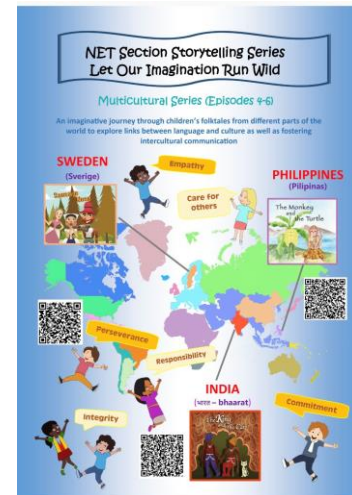 NET Section Storytelling Series
Let Our Imagination Run Wild
Multicultural Series (Episodes 4-6)
An imaginative journey through children's folktales from different parts of the
world to explore links between language and culture as well as fostering
intercultural communication
SWEDEN
(Sverige)
Empathy
Care for
others
PHILIPPINES
(Pilipinas)
The Monkey
and the
Turtle
Perseverance
Responsibility
INDIA
(भारत – bhaarat)
The King
Integrity
Commitment